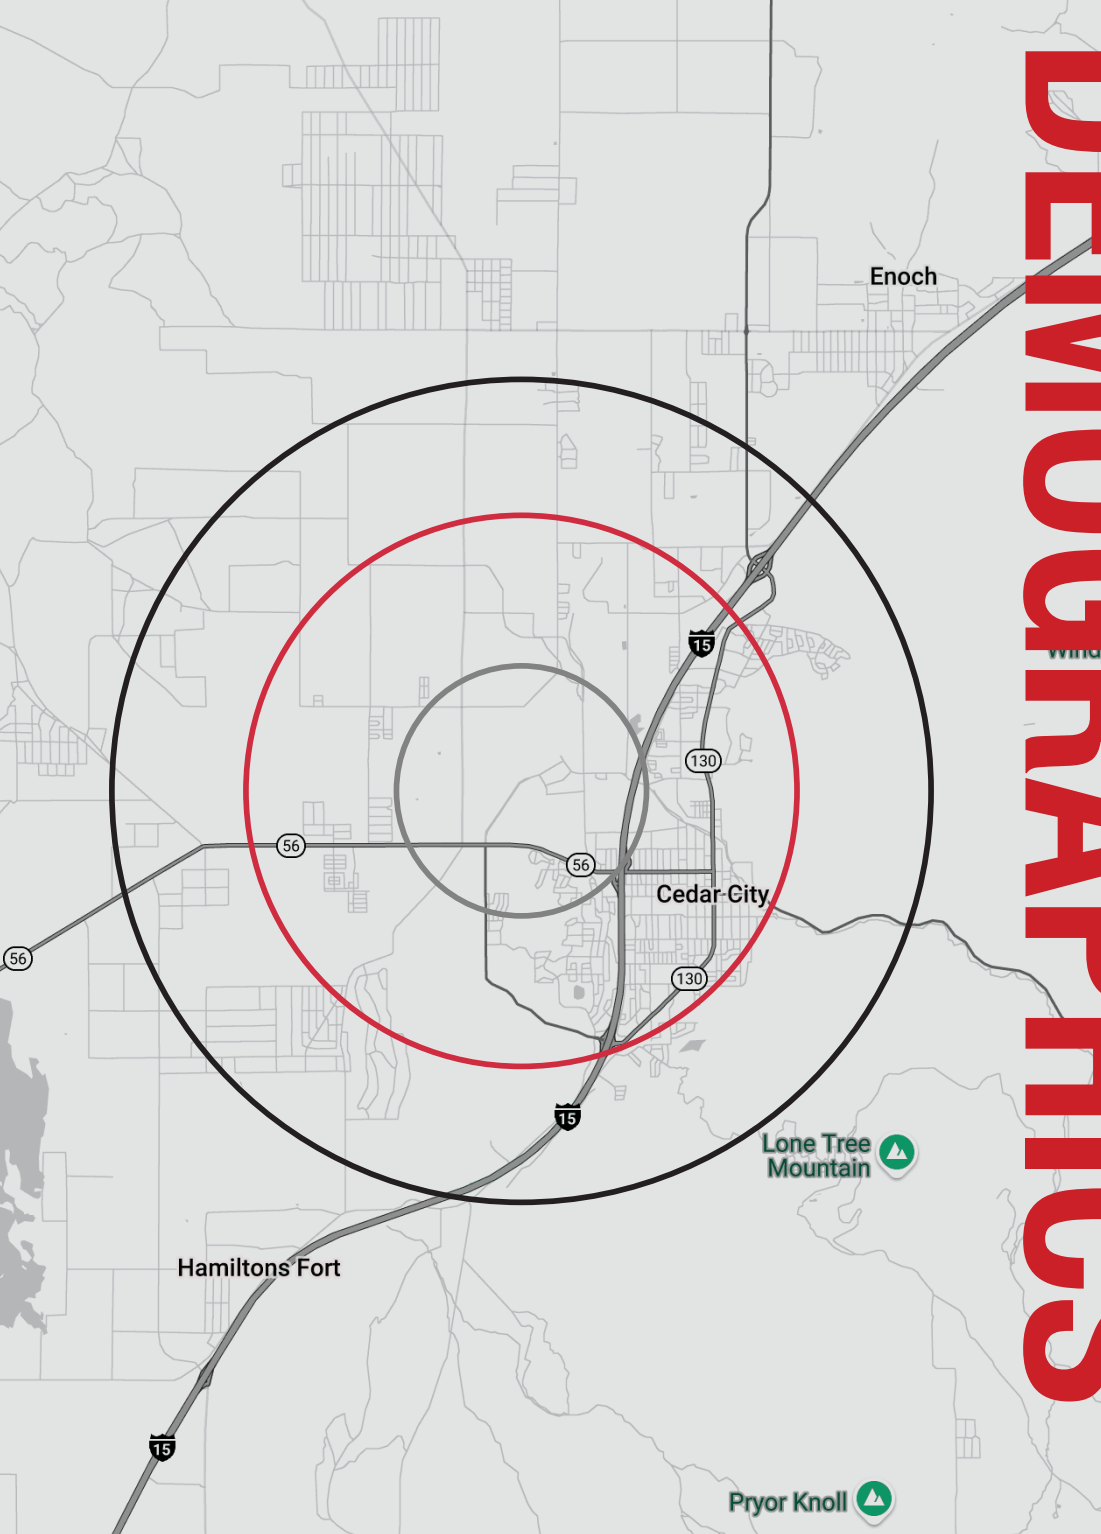 DEMOGRAPHICS
Enoch
15
130
56
56
Cedar City
56
130
15
Lone Tree
Mountain
Hamiltons Fort
15
Pryor Knoll